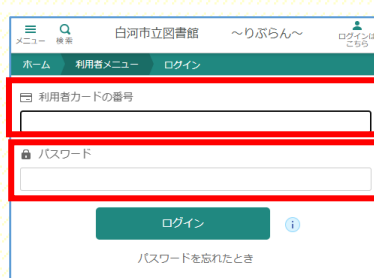 メニュー 検索 白河市立図書館 ～りぶらん～ ログインは
こちら
ホーム 利用者メニュー ログイン
利用者カードの番号
パスワード
ログイン
パスワードを忘れたとき